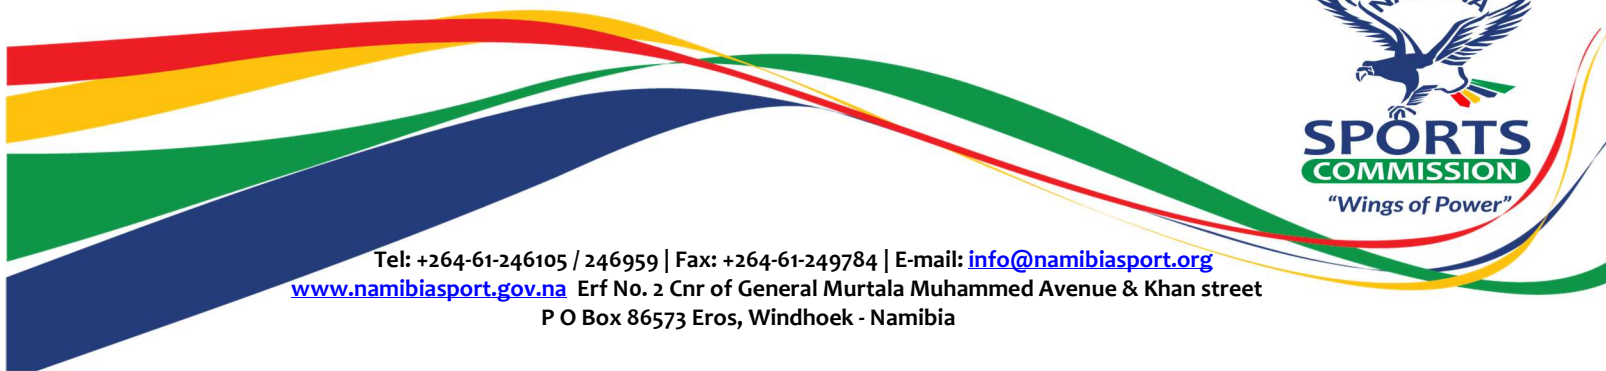 SPORTS
COMMISSION
“Wings of Power”
Tel: +264-61-246105 / 246959 | Fax: +264-61-249784 | E-mail: info@namibiasport.org
www.namibiasport.gov.na Erf N0. 2 Cnr of General Murtala Muhammed Avenue & Khan street
P O Box 86573 Eros, Windhoek - Namibia